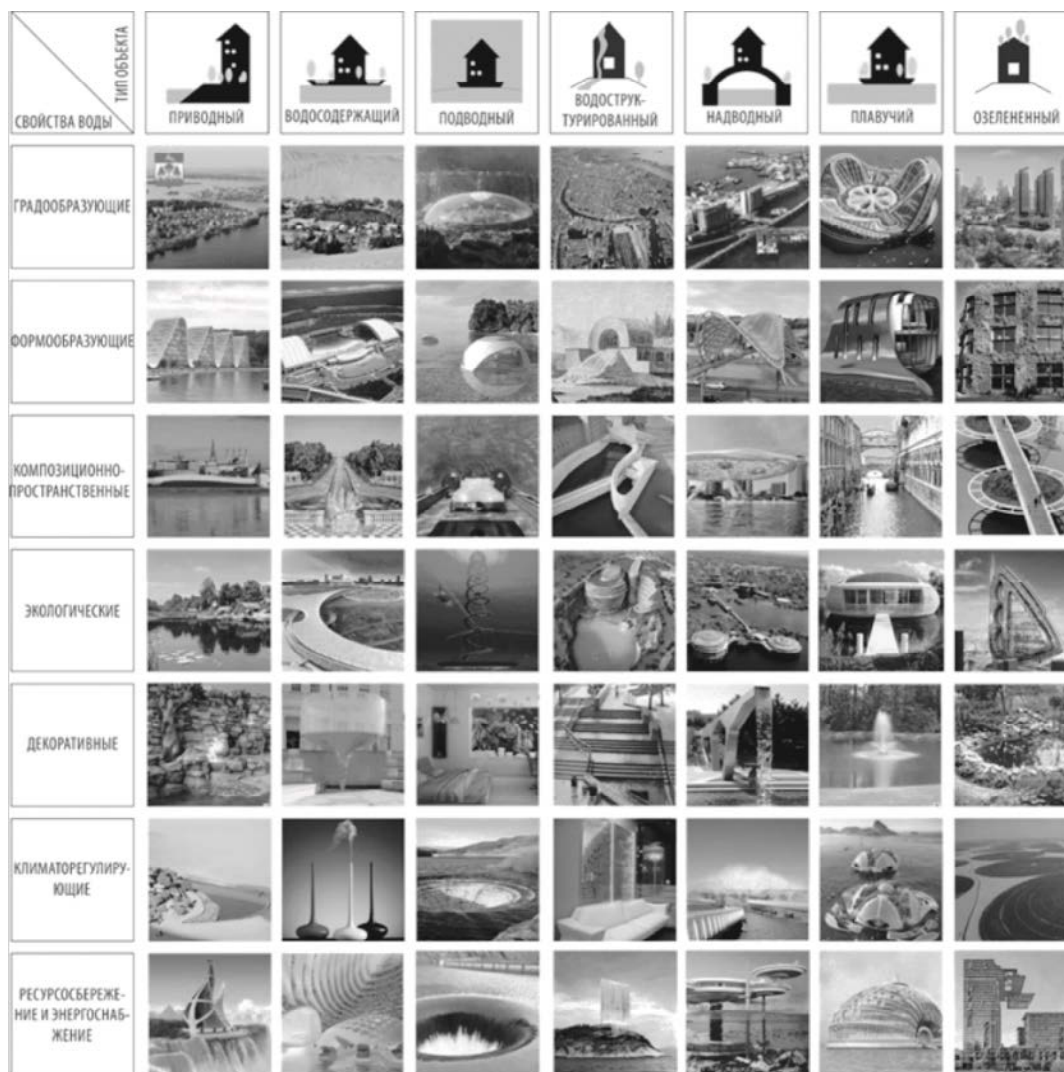 ТИП ОБЪЕКТА
СВОЙСТВА ВОДЫ
ПРИВОДНЫЙ
ВОДОСОДЕРЖАЩИЙ
ПОДВОДНЫЙ
ВОДОСТРУК-
ТУРИРОВАННЫЙ
НАДВОДНЫЙ
ПЛАВУЧИЙ
ОЗЕЛЕНЕННЫЙ
ГРАДООБРАЗУЮЩИЕ
ФОРМООБРАЗУЮЩИЕ
КОМПОЗИЦИОННО-
ПРОСТРАНСТВЕННЫЕ
ЭКОЛОГИЧЕСКИЕ
ДЕКОРАТИВНЫЕ
КЛИМАТОРЕГУЛИРУ-
ЮЩИЕ
РЕСУРСОСБЕРЕЖЕ-
НИЕ И ЭНЕРГОСНАБ-
ЖЕНИЕ